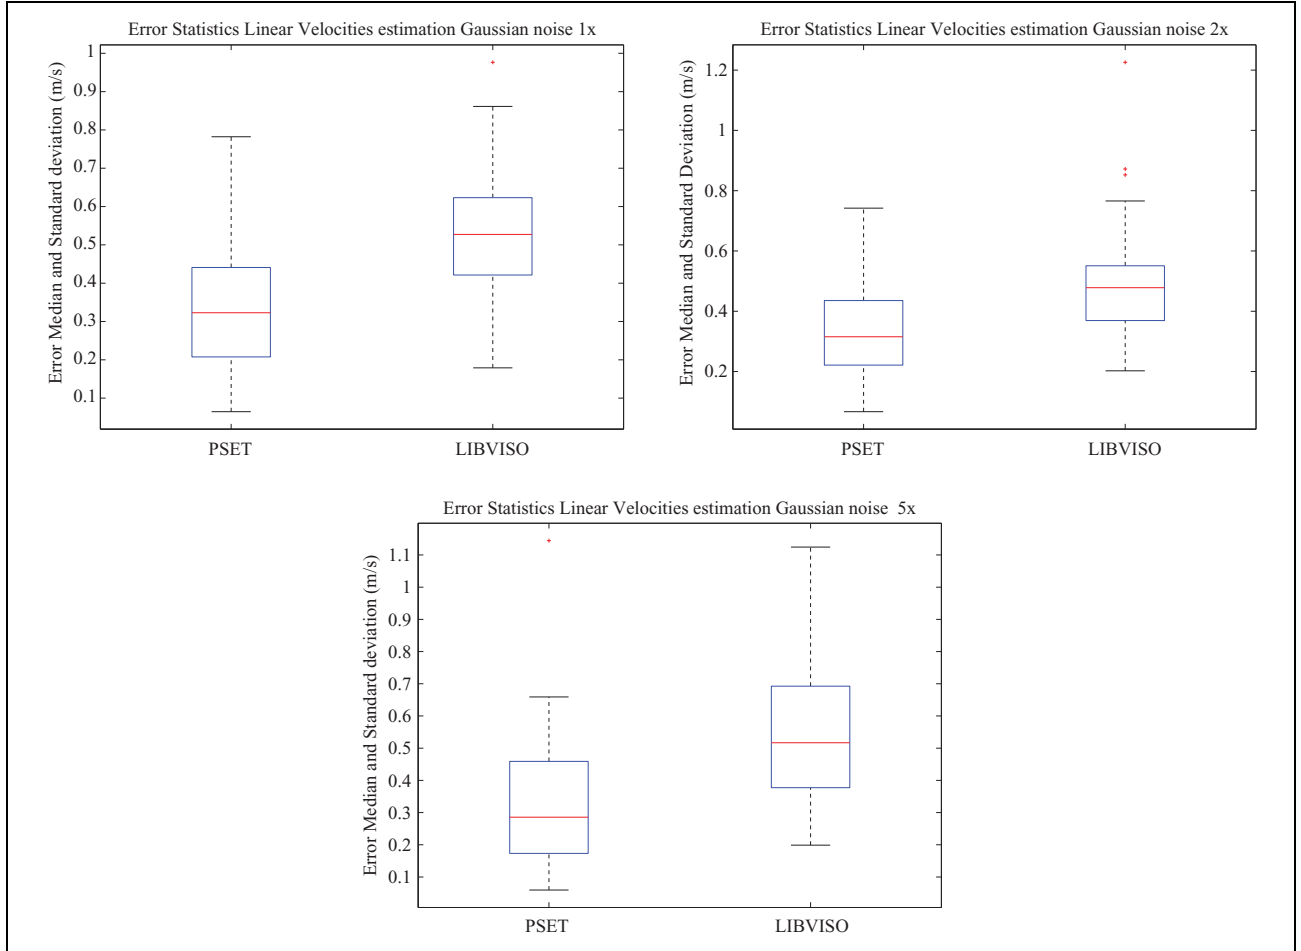 Error Statistics Linear Velocities estimation Gaussian noise 1x
Error Median and Standard deviation (m/s)
1
0.9
0.8
0.7
0.6
0.5
0.4
0.3
0.2
0.1
PSET
LIBVISO
Error Statistics Linear Velocities estimation Gaussian noise 2x
Error Median and Standard Deviation (m/s)
1.2
1
0.8
0.6
0.4
0.2
PSET
LIBVISO
Error Statistics Linear Velocities estimation Gaussian noise 5x
Error Median and Standard deviation (m/s)
1.1
1
0.9
0.8
0.7
0.6
0.5
0.4
0.3
0.2
0.1
PSET
LIBVISO